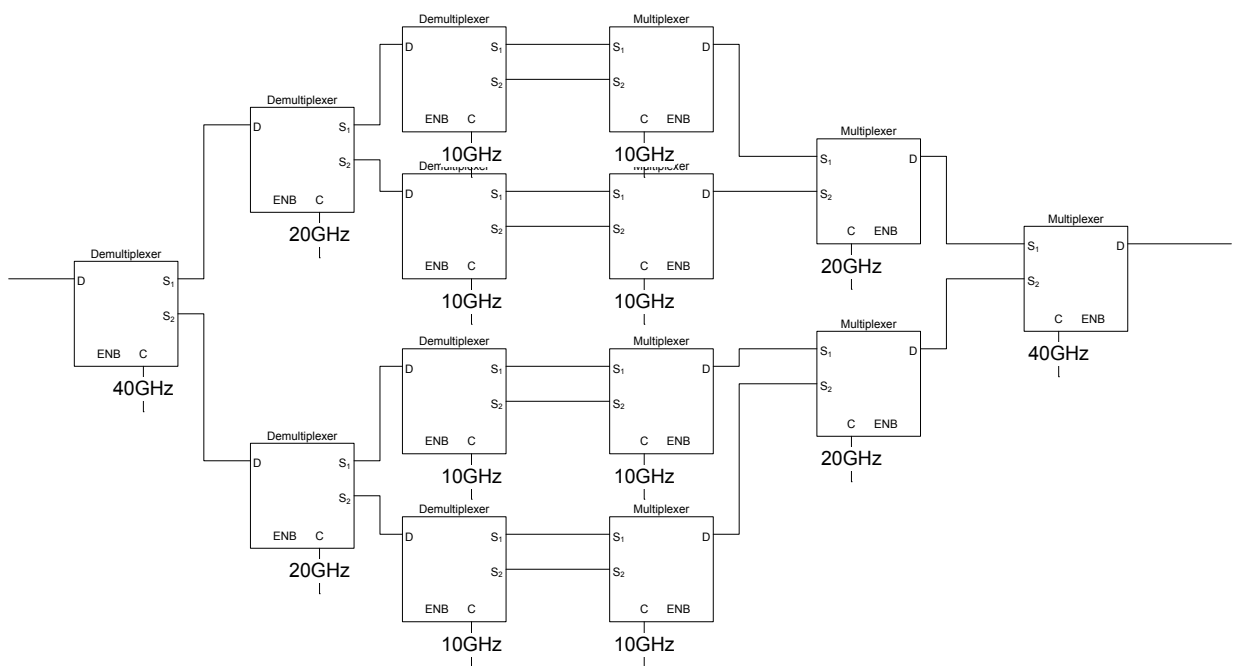 Demultiplexer
D S₁
S₂
ENB C
40GHz
Demultiplexer
D S₁
S₂
ENB C
20GHz
Demultiplexer
D S₁
S₂
ENB C
20GHz
Demultiplexer
D S₁
S₂
ENB C
10GHz
Demultiplexer
D S₁
S₂
ENB C
10GHz
Demultiplexer
D S₁
S₂
ENB C
10GHz
Demultiplexer
D S₁
S₂
ENB C
10GHz
Multiplexer
S₁ D
S₂
C ENB
10GHz
Multiplexer
S₁ D
S₂
C ENB
10GHz
Multiplexer
S₁ D
S₂
C ENB
10GHz
Multiplexer
S₁ D
S₂
C ENB
10GHz
Multiplexer
S₁ D
S₂
C ENB
20GHz
Multiplexer
S₁ D
S₂
C ENB
20GHz
Multiplexer
S₁ D
S₂
C ENB
40GHz